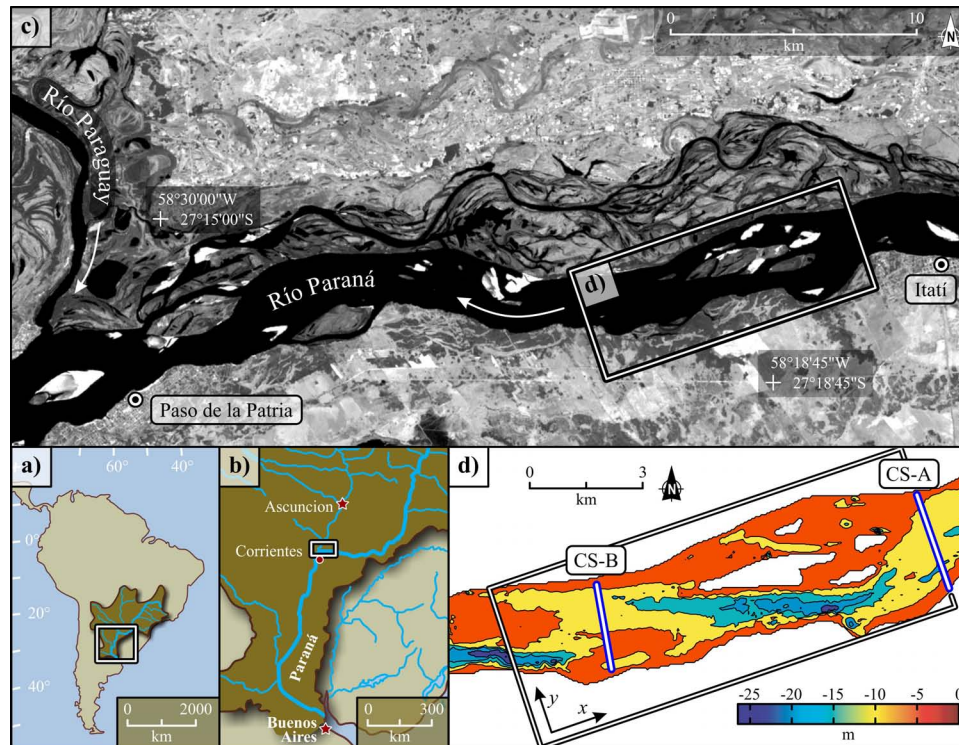 c)
0 10
km
N
Río Paraguay
58°30'00"W
27°15'00"S
Río Paraná
d)
Itatí
58°18'45"W
27°18'45"S
Paso de la Patria
a)
60° 40°
0°
20°
40°
0 2000
km
b)
Ascuncion
Corrientes
Paraná
Buenos
Aires
0 300
km
d)
0 3
km
N
CS-A
CS-B
y
x
-25 -20 -15 -10 -5 0
m